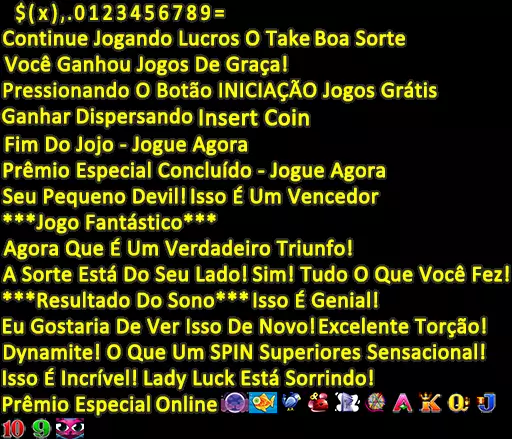 $(x),.0123456789=
Continue Jogando Lucros O Take Boa Sorte
Você Ganhou Jogos De Graça!
Pressionando O Botão INICIAÇÃO Jogos Grátis
Ganhar Dispersando Insert Coin
Fim Do Jojo - Jogue Agora
Prêmio Especial Concluído - Jogue Agora
Seu Pequeno Devil! Isso É Um Vencedor
***Jogo Fantástico***
Agora Que É Um Verdadeiro Triunfo!
A Sorte Está Do Seu Lado! Sim! Tudo O Que Você Fez!
***Resultado Do Sono*** Isso É Genial!
Eu Gostaria De Ver Isso De Novo! Excelente Torção!
Dynamite! O Que Um SPIN Superiores Sensacional!
Isso É Incrível! Lady Luck Está Sorrindo!
Prêmio Especial Online A K Q J
10 9